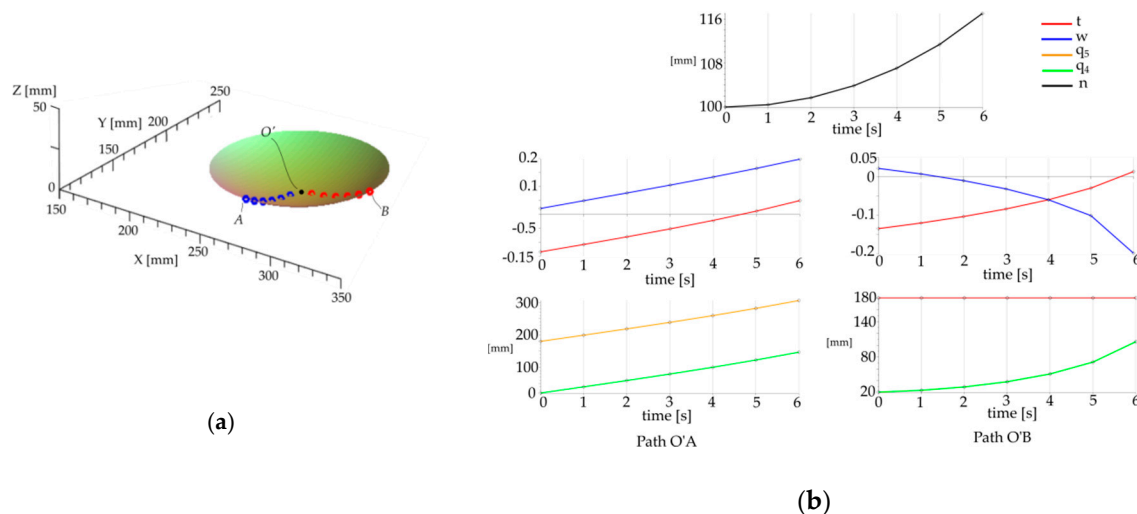 Z [mm]
50
0
Y [mm]
150
200
250
O'
A
B
150
200
250
300
350
X [mm]
(a)
116
[mm] 108
100
0 1 2 3 4 5 6
time [s]
t
w
q5
q4
n
0.2
0.1
-0.5
-0.15
0 1 2 3 4 5 6
time [s]
0.05
0
-0.1
-0.2
0 1 2 3 4 5 6
time [s]
300
200
[mm]
100
0
0 1 2 3 4 5 6
time [s]
Path O'A
180
140
[mm]
80
20
0 1 2 3 4 5 6
time [s]
Path O'B
(b)